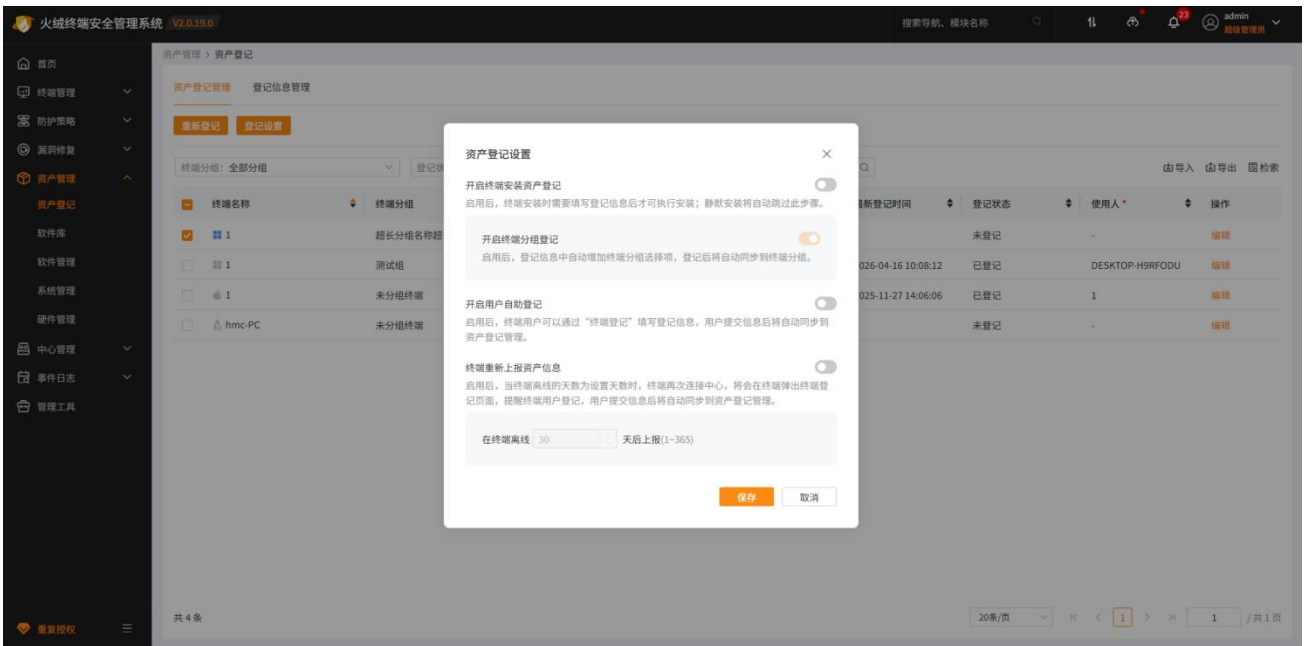 火绒终端安全管理系统 V2.0.19.0
搜索导航、模块名称
23
admin
超级管理员
首页
终端管理
防护策略
漏洞修复
资产管理
资产登记
软件库
软件管理
系统管理
硬件管理
中心管理
事件日志
管理工具
重复授权
资产管理 > 资产登记
资产登记管理 登记信息管理
重新登记 登记设置
终端分组: 全部分组 登记状
导入 导出 检索
终端名称 终端分组 最新登记时间 登记状态 使用人* 操作
1 超长分组名称超 未登记 - 编辑
1 测试组 026-04-16 10:08:12 已登记 DESKTOP-H9RFODU 编辑
1 未分组终端 025-11-27 14:06:06 已登记 1 编辑
hmc-PC 未分组终端 未登记 - 编辑
资产登记设置
开启终端安装资产登记
启用后，终端安装时需要填写登记信息后才可执行安装；静默安装将自动跳过此步骤。
开启终端分组登记
启用后，登记信息中自动增加终端分组选择项，登记后将自动同步到终端分组。
开启用户自助登记
启用后，终端用户可以通过“终端登记”填写登记信息，用户提交信息后将自动同步到
资产登记管理。
终端重新上报资产信息
启用后，当终端离线的天数为设置天数时，终端再次连接中心，将会在终端弹出终端登
记页面，提醒终端用户登记，用户提交信息后将自动同步到资产登记管理。
在终端离线 30 天后上报(1~365)
保存 取消
共 4 条
20条/页 1 1 / 共 1 页